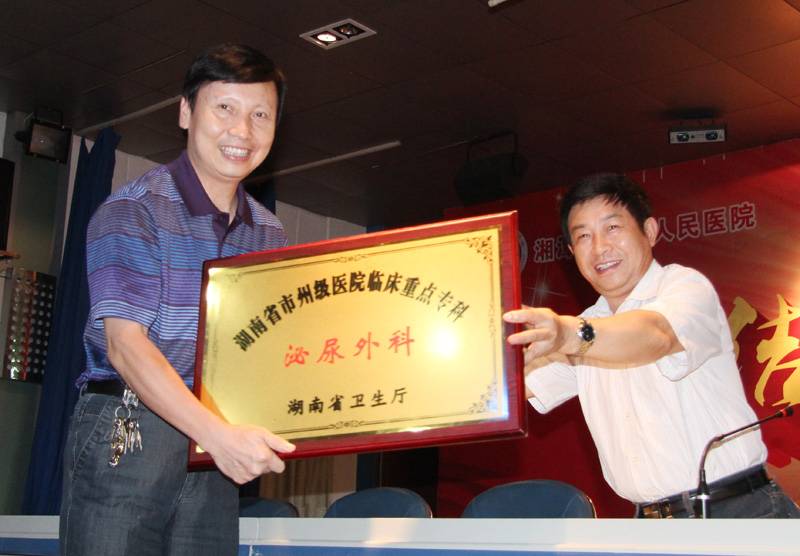 湖南省市州级医院临床重点专科
泌尿外科
湖南省卫生厅
湘
人民医院